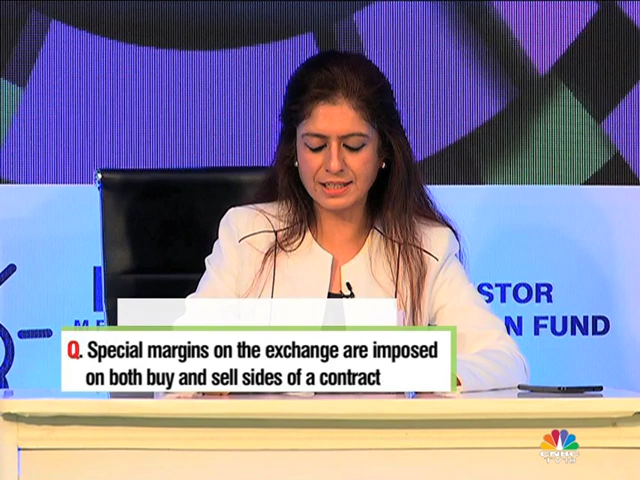 STOR
N FUND
Q. Special margins on the exchange are imposed
on both buy and sell sides of a contract
CNBC
TV18